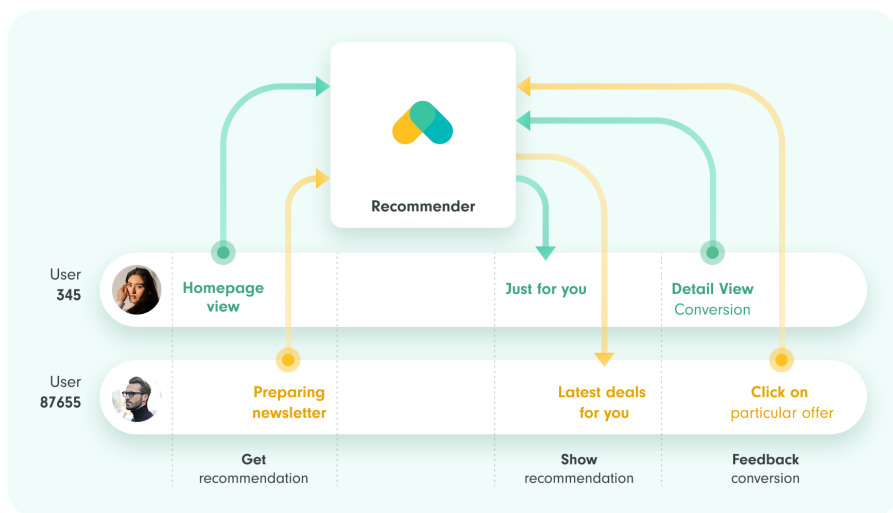 Recommender
User
345
Homepage
view
Just for you
Detail View
Conversion
User
87655
Preparing
newsletter
Latest deals
for you
Click on
particular offer
Get
recommendation
Show
recommendation
Feedback
conversion